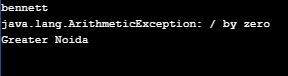 bennett
java.lang.ArithmeticException: / by zero
Greater Noida